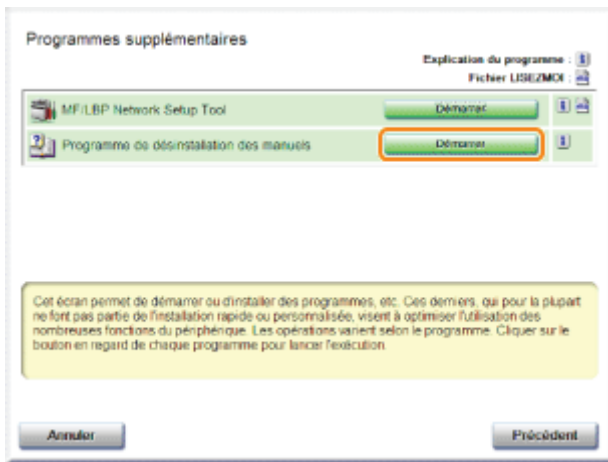 Programmes supplémentaires
Explication du programme :
Fichier LISEZMOI :
MF/LBP Network Setup Tool
Démarrer
Programme de désinstallation des manuels
Démarrer
Cet écran permet de démarrer ou d'installer des programmes, etc. Ces derniers, qui pour la plupart
ne font pas partie de l'installation rapide ou personnalisée, visent à optimiser l'utilisation des
nombreuses fonctions du périphérique. Les opérations varient selon le programme. Cliquer sur le
bouton en regard de chaque programme pour lancer l'exécution.
Annuler
Précédent